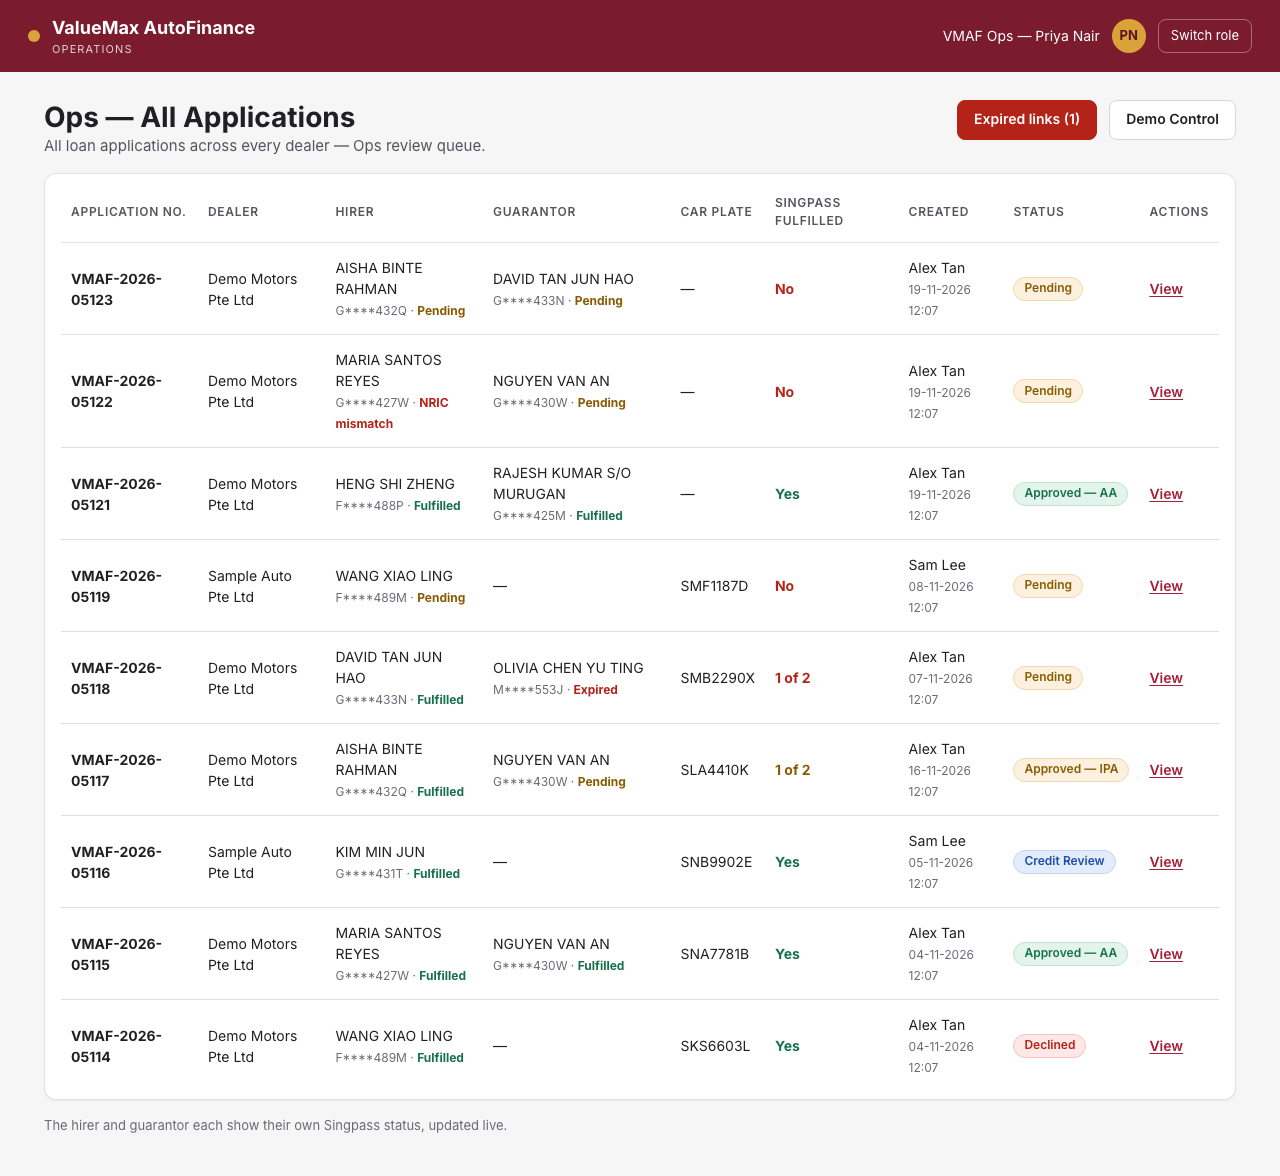 ValueMax AutoFinance
OPERATIONS
VMAF Ops — Priya Nair
PN
Switch role
Ops — All Applications
All loan applications across every dealer — Ops review queue.
Expired links (1)
Demo Control
APPLICATION NO. DEALER HIRER GUARANTOR CAR PLATE SINGPASS FULFILLED CREATED STATUS ACTIONS
VMAF-2026-05123 Demo Motors Pte Ltd AISHA BINTE RAHMAN G****432Q · Pending DAVID TAN JUN HAO G****433N · Pending — No Alex Tan 19-11-2026 12:07 Pending View
VMAF-2026-05122 Demo Motors Pte Ltd MARIA SANTOS REYES G****427W · NRIC mismatch NGUYEN VAN AN G****430W · Pending — No Alex Tan 19-11-2026 12:07 Pending View
VMAF-2026-05121 Demo Motors Pte Ltd HENG SHI ZHENG F****488P · Fulfilled RAJESH KUMAR S/O MURUGAN G****425M · Fulfilled — Yes Alex Tan 19-11-2026 12:07 Approved — AA View
VMAF-2026-05119 Sample Auto Pte Ltd WANG XIAO LING F****489M · Pending — SMF1187D No Sam Lee 08-11-2026 12:07 Pending View
VMAF-2026-05118 Demo Motors Pte Ltd DAVID TAN JUN HAO G****433N · Fulfilled OLIVIA CHEN YU TING M****553J · Expired SMB2290X 1 of 2 Alex Tan 07-11-2026 12:07 Pending View
VMAF-2026-05117 Demo Motors Pte Ltd AISHA BINTE RAHMAN G****432Q · Fulfilled NGUYEN VAN AN G****430W · Pending SLA4410K 1 of 2 Alex Tan 16-11-2026 12:07 Approved — IPA View
VMAF-2026-05116 Sample Auto Pte Ltd KIM MIN JUN G****431T · Fulfilled — SNB9902E Yes Sam Lee 05-11-2026 12:07 Credit Review View
VMAF-2026-05115 Demo Motors Pte Ltd MARIA SANTOS REYES G****427W · Fulfilled NGUYEN VAN AN G****430W · Fulfilled SNA7781B Yes Alex Tan 04-11-2026 12:07 Approved — AA View
VMAF-2026-05114 Demo Motors Pte Ltd WANG XIAO LING F****489M · Fulfilled — SKS6603L Yes Alex Tan 04-11-2026 12:07 Declined View
The hirer and guarantor each show their own Singpass status, updated live.